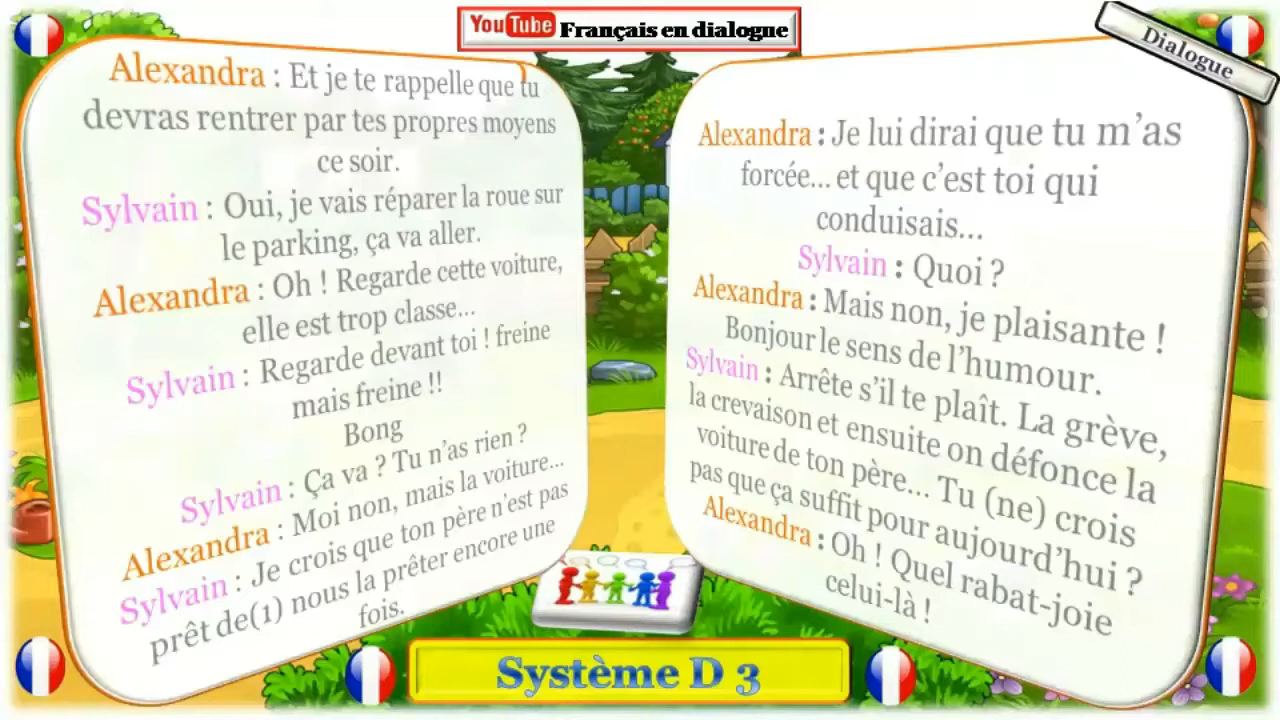 YouTube Français en dialogue
Dialogue
Alexandra : Et je te rappelle que tu
devras rentrer par tes propres moyens
ce soir.
Sylvain : Oui, je vais réparer la roue sur
le parking, ça va aller.
Alexandra : Oh ! Regarde cette voiture,
elle est trop classe...
Sylvain : Regarde devant toi ! freine
mais freine !!
Bong
Sylvain : Ça va ? Tu n'as rien ?
Alexandra : Moi non, mais la voiture...
Sylvain : Je crois que ton père n'est pas
prêt de(1) nous la prêter encore une
fois.
Alexandra : Je lui dirai que tu m'as
forcée... et que c'est toi qui
conduisais...
Sylvain : Quoi ?
Alexandra : Mais non, je plaisante !
Bonjour le sens de l'humour.
Sylvain : Arrête s'il te plaît. La grève,
la crevaison et ensuite on défonce la
voiture de ton père... Tu (ne) crois
pas que ça suffit pour aujourd'hui ?
Alexandra : Oh ! Quel rabat-joie
celui-là !
Système D 3